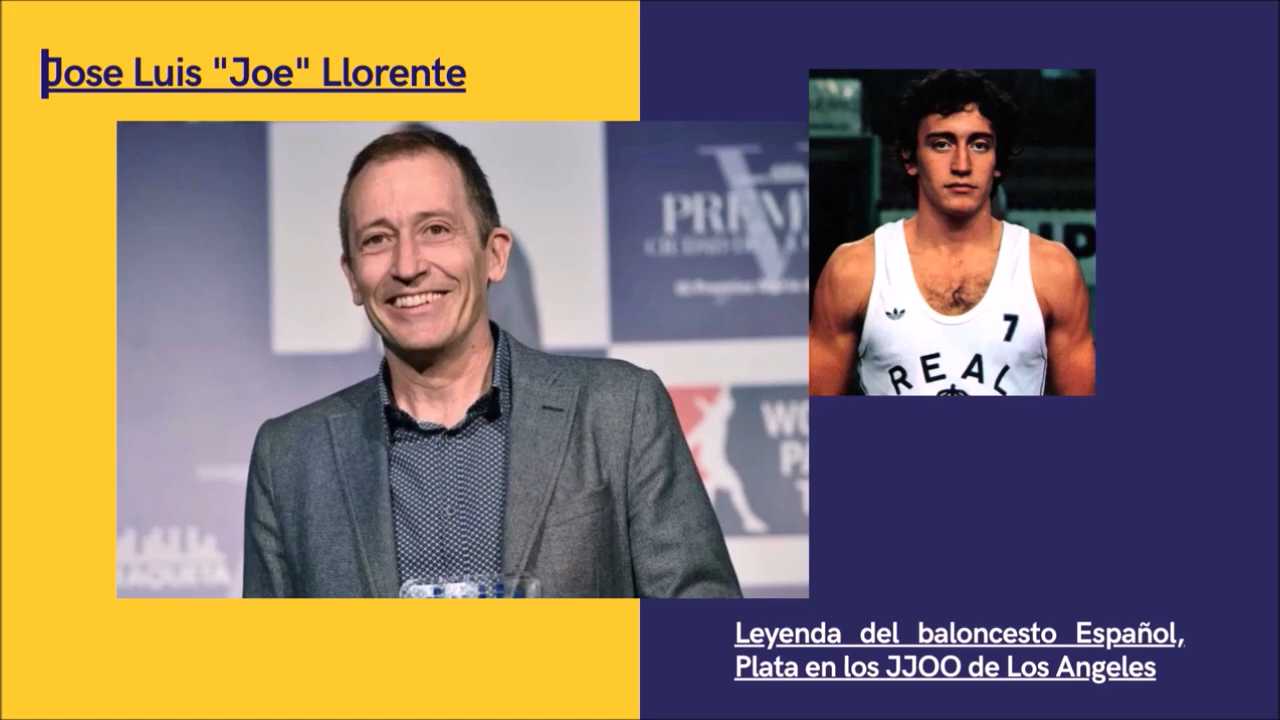 Jose Luis "Joe" Llorente
7
REAL
Leyenda del baloncesto Español,
Plata en los JJOO de Los Angeles